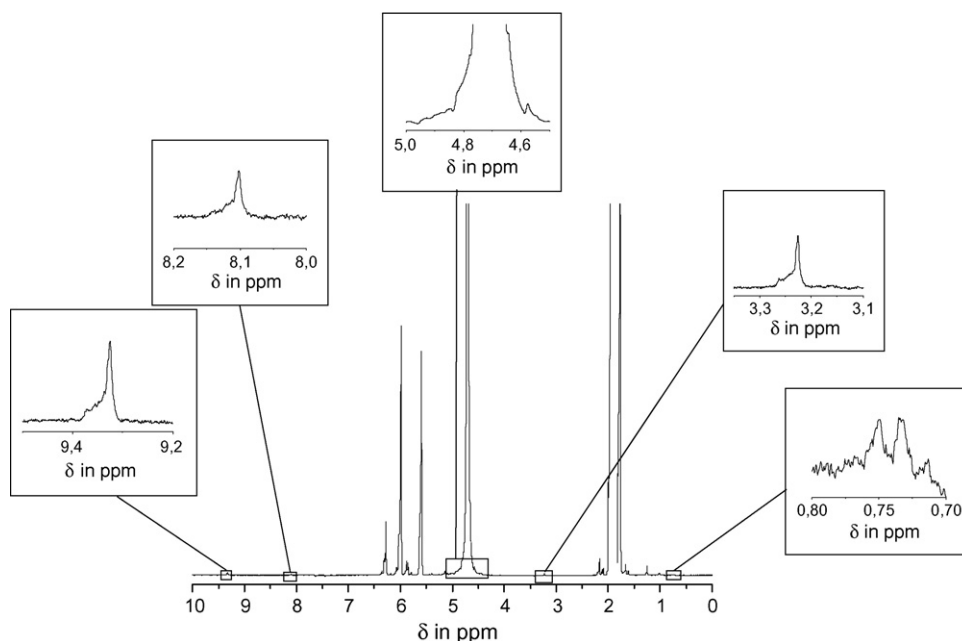 5,0 4,8 4,6
δ in ppm
8,2 8,1 8,0
δ in ppm
3,3 3,2 3,1
δ in ppm
9,4 9,2
δ in ppm
0,80 0,75 0,70
δ in ppm
10 9 8 7 6 5 4 3 2 1 0
δ in ppm